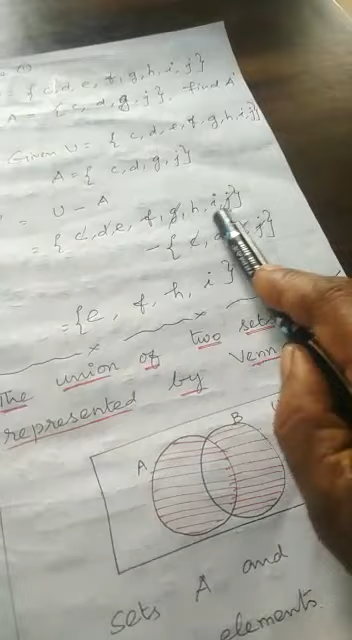 = { c, d, e, f, g, h, i, j }
A = { c, d, g, j }. find A'
Given U = { c, d, e, f, g, h, i, j }
A = { c, d, g, j }
= U - A
= { c, d, e, f, g, h, i, j }
- { c, d, j }
= { e, f, h, i }
The union of two sets
represented by Venn
A B
sets A and
elements.